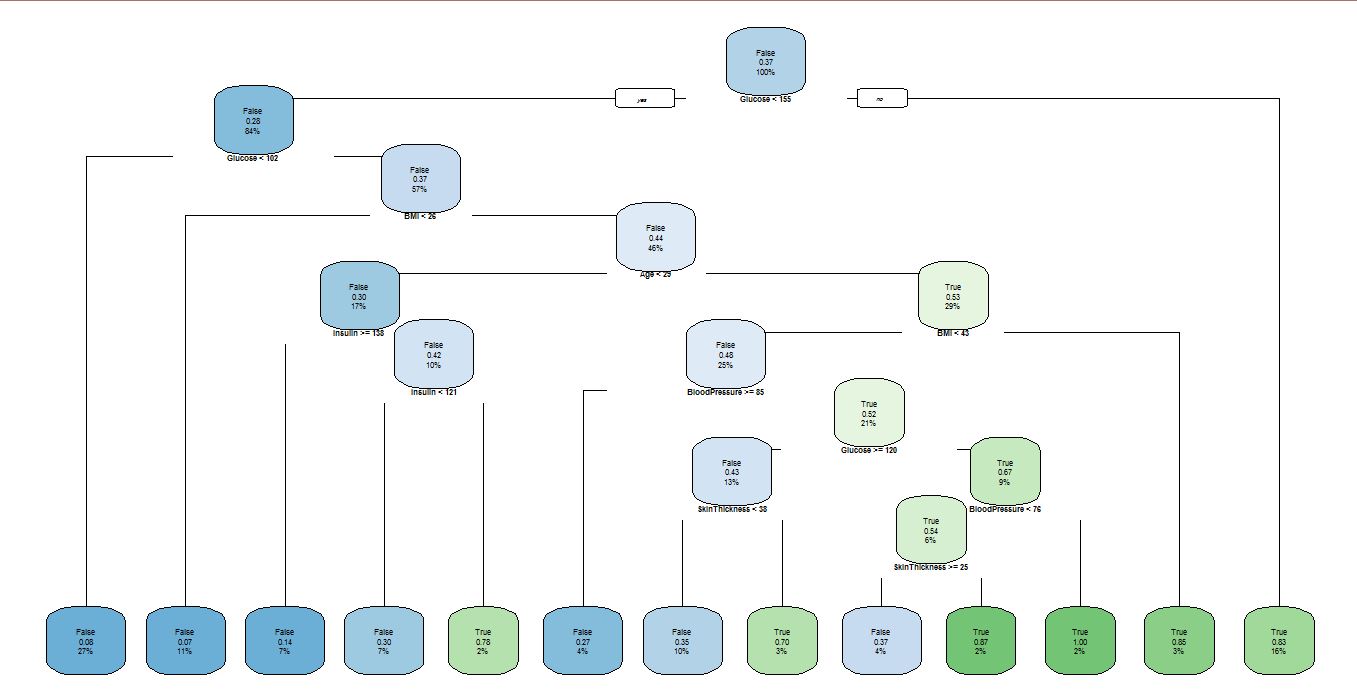 False
0.37
100%
Glucose < 155
yes
no
False
0.28
84%
Glucose < 102
False
0.37
57%
BMI < 26
False
0.44
46%
Age < 29
False
0.30
17%
Insulin >= 138
True
0.53
29%
BMI < 43
False
0.42
10%
Insulin < 121
False
0.48
25%
BloodPressure >= 85
True
0.52
21%
Glucose >= 120
False
0.43
13%
SkinThickness < 38
True
0.67
9%
BloodPressure < 76
True
0.54
6%
SkinThickness >= 25
False
0.08
27%
False
0.07
11%
False
0.14
7%
False
0.30
7%
True
0.78
2%
False
0.27
4%
False
0.35
10%
True
0.70
3%
False
0.37
4%
True
0.87
2%
True
1.00
2%
True
0.85
3%
True
0.83
16%